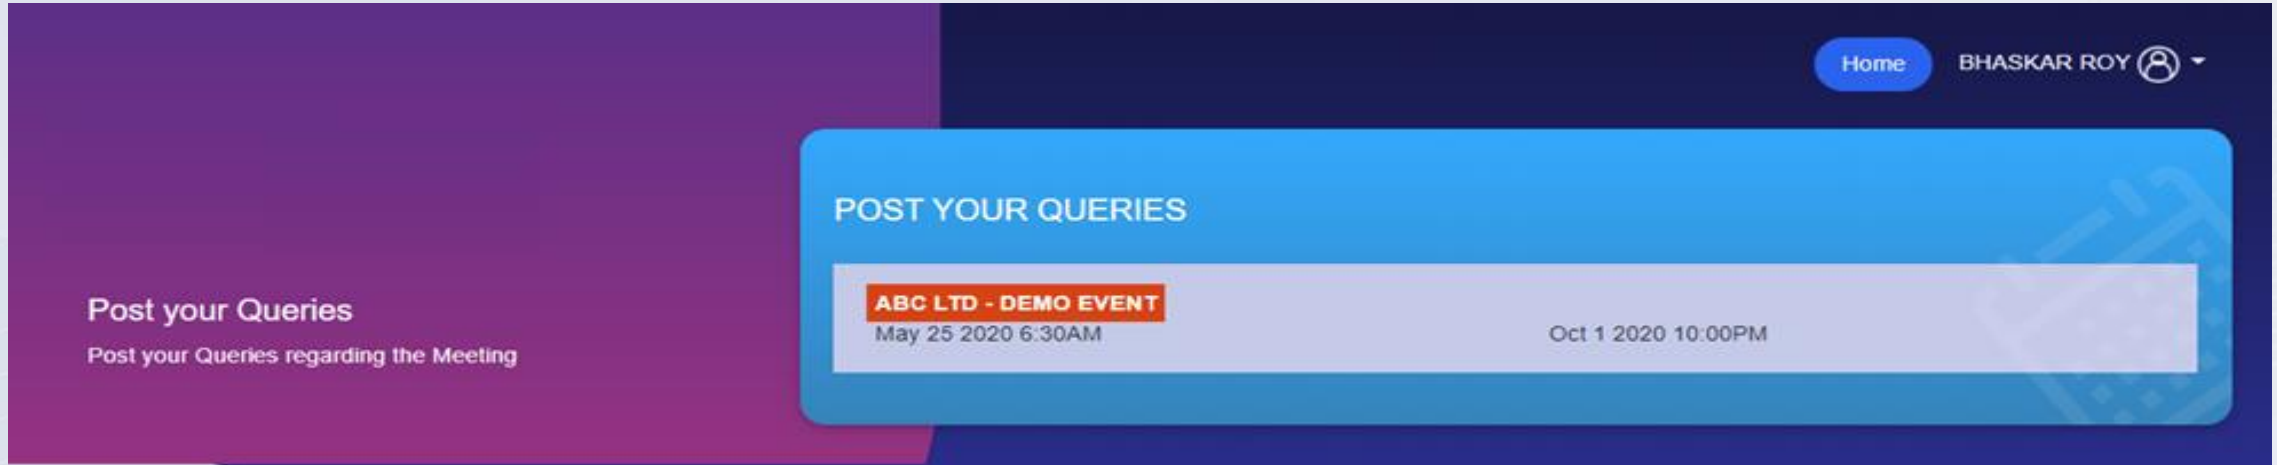 Home BHASKAR ROY
POST YOUR QUERIES
ABC LTD - DEMO EVENT
May 25 2020 6:30AM Oct 1 2020 10:00PM
Post your Queries
Post your Queries regarding the Meeting